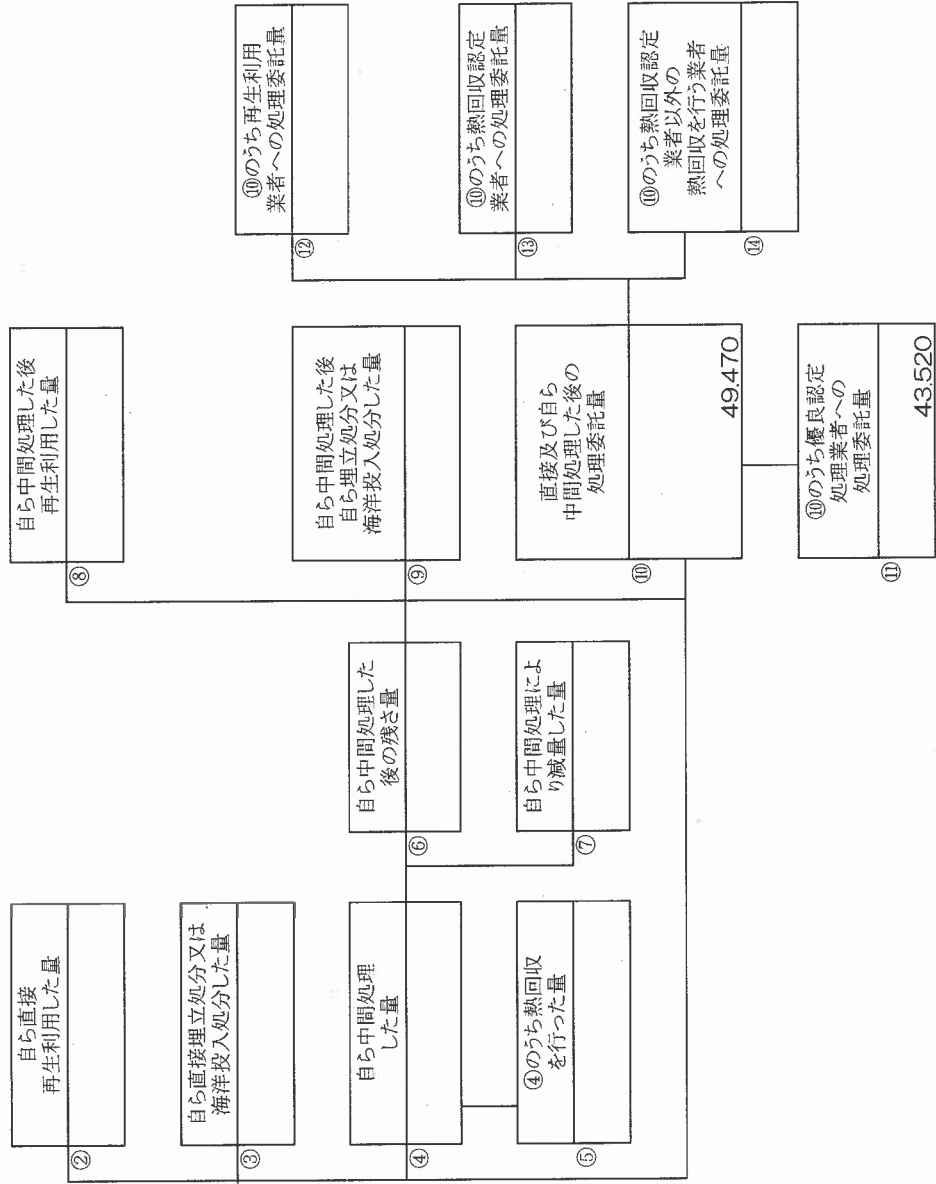 ②
自ら直接
再生利用した量
③
自ら直接埋立処分又は
海洋投入処分した量
④
自ら中間処理
した量
⑤
④のうち熱回収
を行った量
⑥
自ら中間処理した
後の残さ量
⑦
自ら中間処理によ
り減量した量
⑧
自ら中間処理した後
再生利用した量
⑨
自ら中間処理した後
自ら埋立処分又は
海洋投入処分した量
⑩
直接及び自ら
中間処理した後の
処理委託量
49.470
⑪
⑩のうち優良認定
処理業者への
処理委託量
43.520
⑫
⑩のうち再生利用
業者への処理委託量
⑬
⑩のうち熱回収認定
業者への処理委託量
⑭
⑩のうち熱回収認定
業者以外の
熱回収を行う業者
への処理委託量